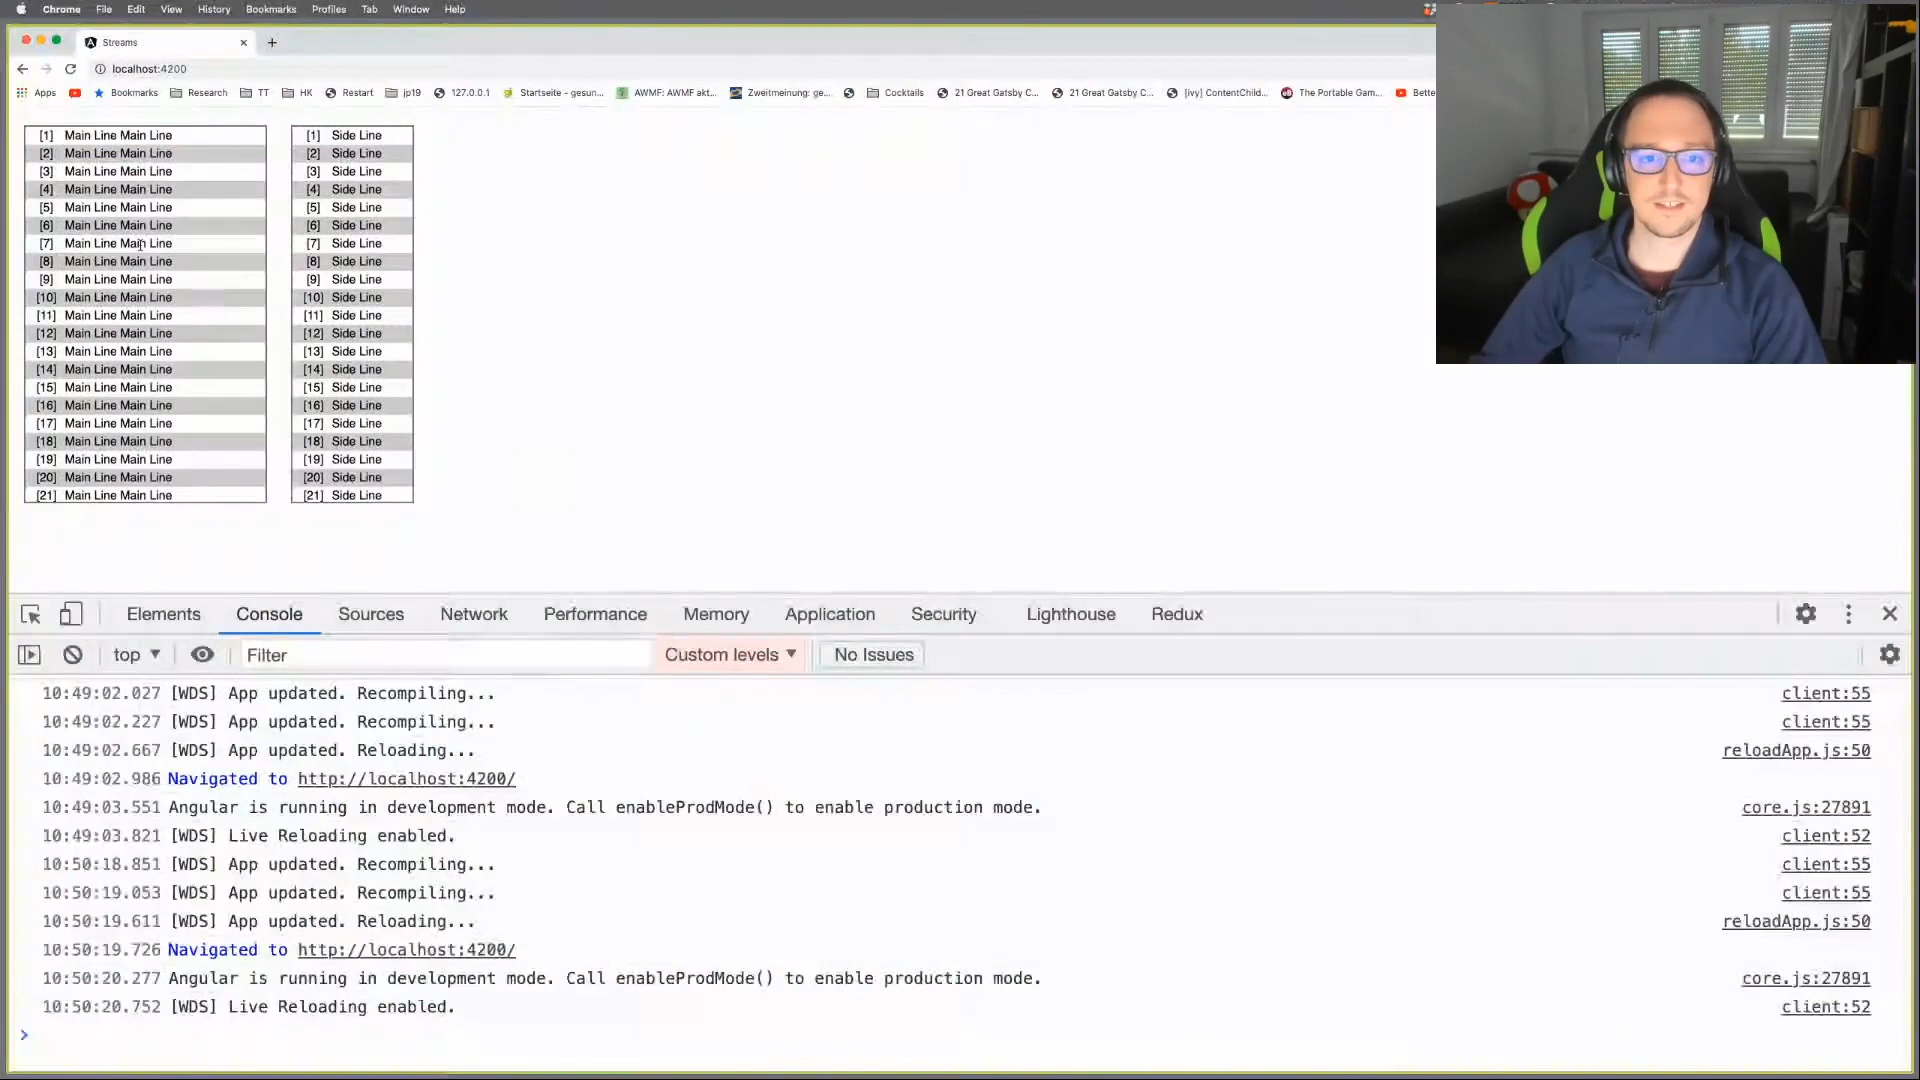 Chrome File Edit View History Bookmarks Profiles Tab Window Help
Streams
localhost:4200
Apps Bookmarks Research TT HK Restart jp19 127.0.0.1 Startseite - gesun... AWMF: AWMF akt... Zweitmeinung: ge... Cocktails 21 Great Gatsby C... 21 Great Gatsby C... [ivy] ContentChild... The Portable Gam... Bette
[1] Main Line Main Line [1] Side Line
[2] Main Line Main Line [2] Side Line
[3] Main Line Main Line [3] Side Line
[4] Main Line Main Line [4] Side Line
[5] Main Line Main Line [5] Side Line
[6] Main Line Main Line [6] Side Line
[7] Main Line Main Line [7] Side Line
[8] Main Line Main Line [8] Side Line
[9] Main Line Main Line [9] Side Line
[10] Main Line Main Line [10] Side Line
[11] Main Line Main Line [11] Side Line
[12] Main Line Main Line [12] Side Line
[13] Main Line Main Line [13] Side Line
[14] Main Line Main Line [14] Side Line
[15] Main Line Main Line [15] Side Line
[16] Main Line Main Line [16] Side Line
[17] Main Line Main Line [17] Side Line
[18] Main Line Main Line [18] Side Line
[19] Main Line Main Line [19] Side Line
[20] Main Line Main Line [20] Side Line
[21] Main Line Main Line [21] Side Line
Elements Console Sources Network Performance Memory Application Security Lighthouse Redux
top Filter Custom levels No Issues
10:49:02.027 [WDS] App updated. Recompiling... client:55
10:49:02.227 [WDS] App updated. Recompiling... client:55
10:49:02.667 [WDS] App updated. Reloading... reloadApp.js:50
10:49:02.986 Navigated to http://localhost:4200/
10:49:03.551 Angular is running in development mode. Call enableProdMode() to enable production mode. core.js:27891
10:49:03.821 [WDS] Live Reloading enabled. client:52
10:50:18.851 [WDS] App updated. Recompiling... client:55
10:50:19.053 [WDS] App updated. Recompiling... client:55
10:50:19.611 [WDS] App updated. Reloading... reloadApp.js:50
10:50:19.726 Navigated to http://localhost:4200/
10:50:20.277 Angular is running in development mode. Call enableProdMode() to enable production mode. core.js:27891
10:50:20.752 [WDS] Live Reloading enabled. client:52